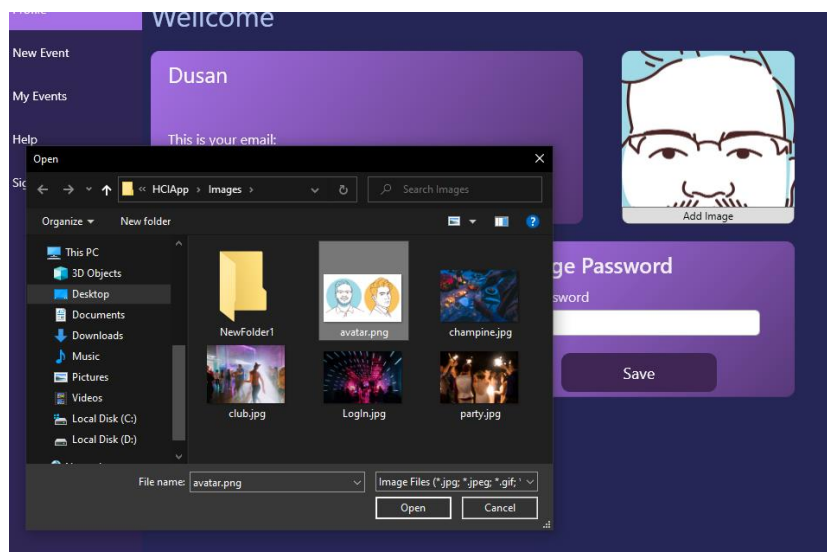 Profile
Welcome
New Event
My Events
Help
Dusan
This is your email:
Add Image
Open
« HCIApp › Images ›
Search Images
Organize
New folder
?
This PC
3D Objects
Desktop
Documents
Downloads
Music
Pictures
Videos
Local Disk (C:)
Local Disk (D:)
NewFolder1
avatar.png
champine.jpg
club.jpg
LogIn.jpg
party.jpg
File name:
avatar.png
Image Files (*.jpg; *.jpeg; *.gif;
Open
Cancel
ge Password
sword
Save